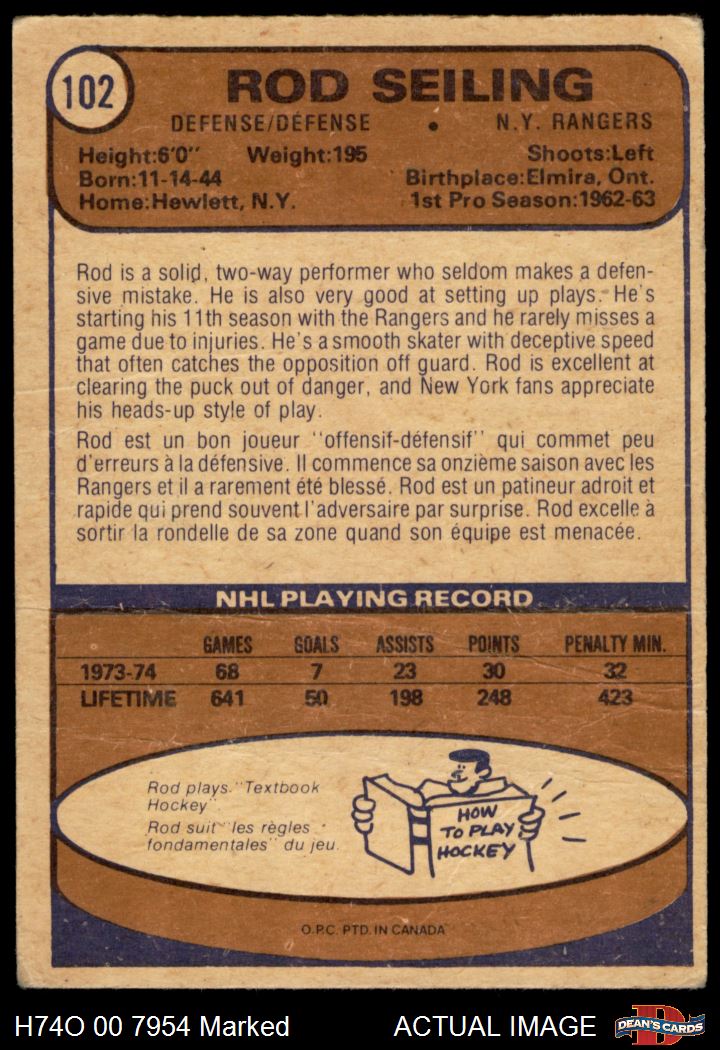 102
ROD SEILING
DEFENSE/DÉFENSE • N.Y. RANGERS
Height:6'0" Weight:195 Shoots:Left
Born:11-14-44 Birthplace:Elmira, Ont.
Home:Hewlett, N.Y. 1st Pro Season:1962-63
Rod is a solid, two-way performer who seldom makes a defen-
sive mistake. He is also very good at setting up plays. He's
starting his 11th season with the Rangers and he rarely misses a
game due to injuries. He's a smooth skater with deceptive speed
that often catches the opposition off guard. Rod is excellent at
clearing the puck out of danger, and New York fans appreciate
his heads-up style of play.
Rod est un bon joueur "offensif-défensif" qui commet peu
d'erreurs à la défensive. Il commence sa onzième saison avec les
Rangers et il a rarement été blessé. Rod est un patineur adroit et
rapide qui prend souvent l'adversaire par surprise. Rod excelle à
sortir la rondelle de sa zone quand son équipe est menacée.
NHL PLAYING RECORD
GAMES GOALS ASSISTS POINTS PENALTY MIN.
1973-74 68 7 23 30 32
LIFETIME 641 50 198 248 423
Rod plays "Textbook
Hockey".
Rod suit "les règles
fondamentales" du jeu.
HOW
TO PLAY
HOCKEY
O.P.C. PTD. IN CANADA
H74O 00 7954 Marked ACTUAL IMAGE
D
DEAN'S CARDS